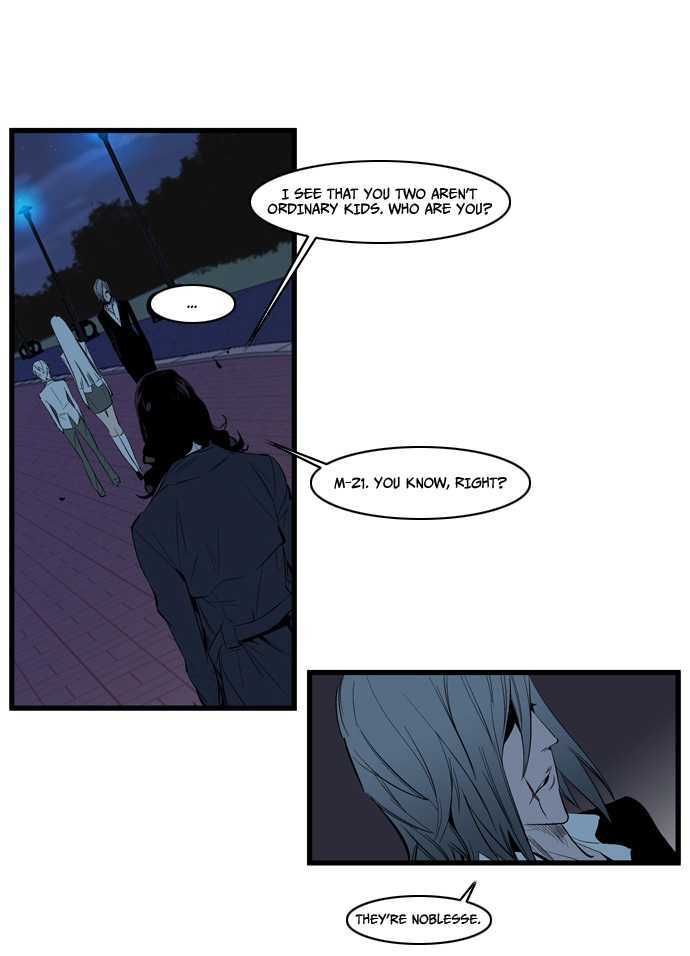 I SEE THAT YOU TWO AREN'T
ORDINARY KIDS. WHO ARE YOU?
...
M-21. YOU KNOW, RIGHT?
THEY'RE NOBLESSE.